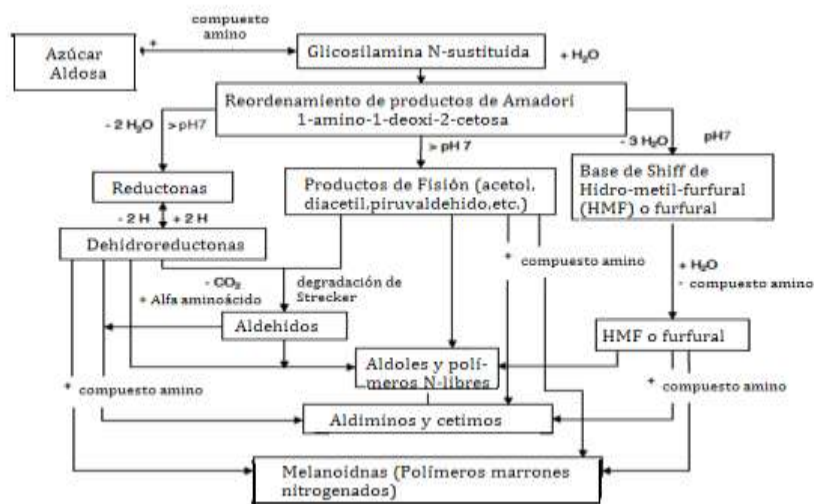 compuesto
amino
+
Azúcar
Aldosa
Glicosilamina N-sustituida
+ H₂O
Reordenamiento de productos de Amadori
1-amino-1-deoxi-2-cetosa
- 2 H₂O
>pH7
> pH 7
- 3 H₂O
pH7
Reductonas
Productos de Fisión (acetol,
diacetil,piruvaldehido,etc.)
Base de Shiff de
Hidro-metil-furfural
(HMF) o furfural
- 2 H
+ 2 H
Dehidroreductonas
+
compuesto amino
+ H₂O
- compuesto amino
- CO₂
+ Alfa aminoácido
degradación de
Strecker
Aldehidos
HMF o furfural
Aldoles y polí-
meros N-libres
+
compuesto amino
+
compuesto amino
Aldiminos y cetimos
Melanoidnas (Polímeros marrones
nitrogenados)